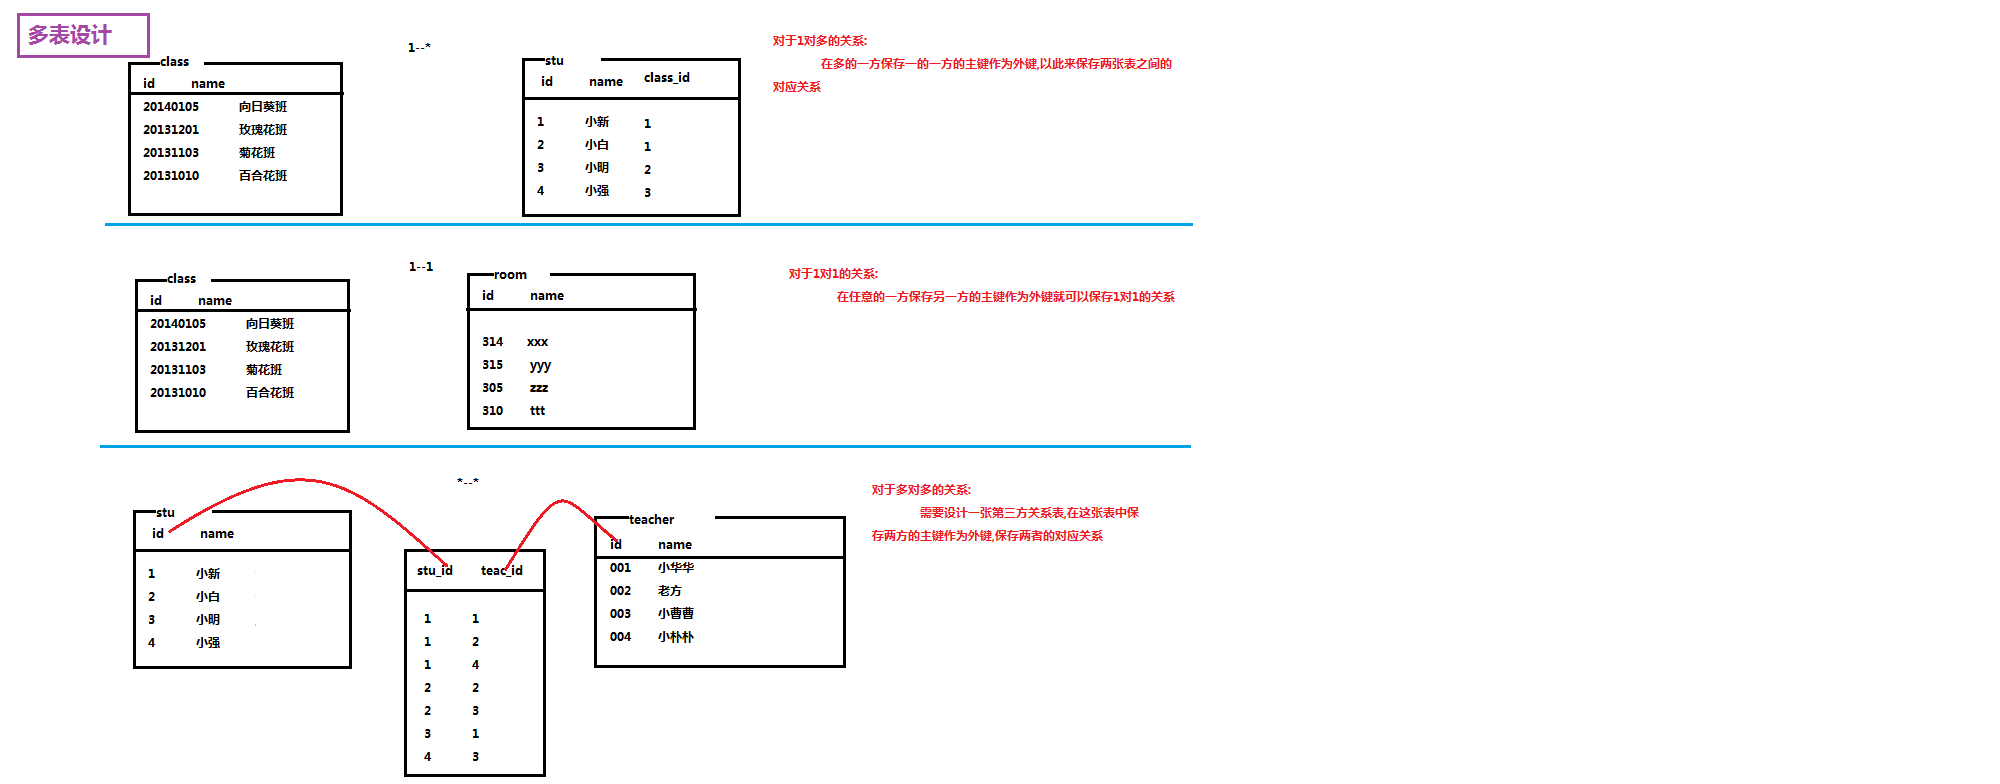 多表设计
1--*
class
id name
20140105 向日葵班
20131201 玫瑰花班
20131103 菊花班
20131010 百合花班
stu
id name class_id
1 小新 1
2 小白 1
3 小明 2
4 小强 3
对于1对多的关系:
在多的一方保存一的一方的主键作为外键,以此来保存两张表之间的
对应关系
1--1
class
id name
20140105 向日葵班
20131201 玫瑰花班
20131103 菊花班
20131010 百合花班
room
id name
314 xxx
315 yyy
305 zzz
310 ttt
对于1对1的关系:
在任意的一方保存另一方的主键作为外键就可以保存1对1的关系
*--*
stu
id name
1 小新
2 小白
3 小明
4 小强
stu_id teac_id
1 1
1 2
1 4
2 2
2 3
3 1
4 3
teacher
id name
001 小华华
002 老方
003 小曹曹
004 小朴朴
对于多对多的关系:
需要设计一张第三方关系表,在这张表中保
存两方的主键作为外键,保存两者的对应关系